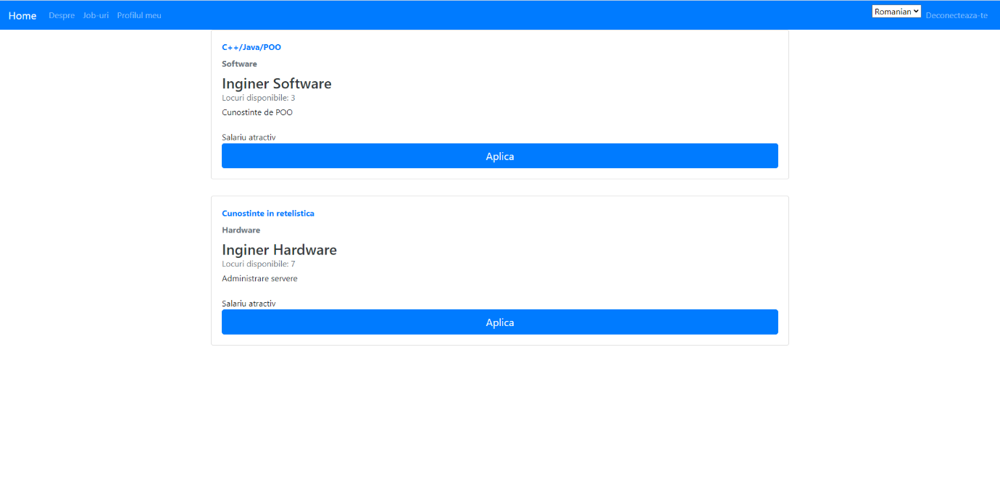 Home Despre Job-uri Profilul meu Romanian Deconecteaza-te
C++/Java/POO
Software
Inginer Software
Locuri disponibile: 3
Cunostinte de POO
Salariu atractiv
Aplica
Cunostinte in retelistica
Hardware
Inginer Hardware
Locuri disponibile: 7
Administrare servere
Salariu atractiv
Aplica